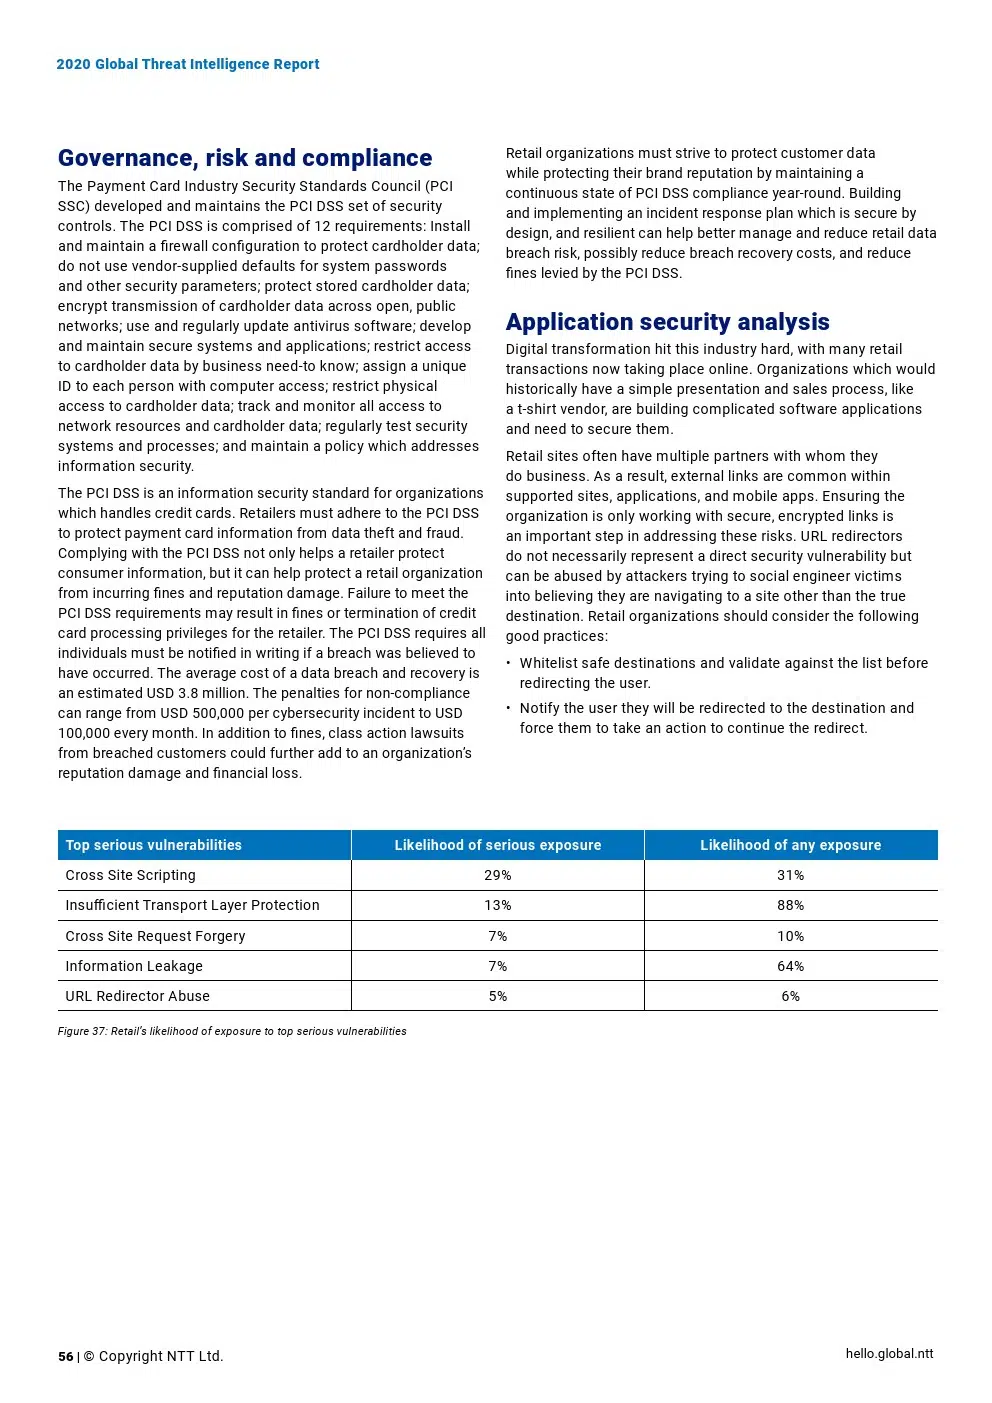 2020 Global Threat Intelligence Report
Governance, risk and compliance
The Payment Card Industry Security Standards Council (PCI
SSC) developed and maintains the PCI DSS set of security
controls. The PCI DSS is comprised of 12 requirements: Install
and maintain a firewall configuration to protect cardholder data;
do not use vendor-supplied defaults for system passwords
and other security parameters; protect stored cardholder data;
encrypt transmission of cardholder data across open, public
networks; use and regularly update antivirus software; develop
and maintain secure systems and applications; restrict access
to cardholder data by business need-to know; assign a unique
ID to each person with computer access; restrict physical
access to cardholder data; track and monitor all access to
network resources and cardholder data; regularly test security
systems and processes; and maintain a policy which addresses
information security.
The PCI DSS is an information security standard for organizations
which handles credit cards. Retailers must adhere to the PCI DSS
to protect payment card information from data theft and fraud.
Complying with the PCI DSS not only helps a retailer protect
consumer information, but it can help protect a retail organization
from incurring fines and reputation damage. Failure to meet the
PCI DSS requirements may result in fines or termination of credit
card processing privileges for the retailer. The PCI DSS requires all
individuals must be notified in writing if a breach was believed to
have occurred. The average cost of a data breach and recovery is
an estimated USD 3.8 million. The penalties for non-compliance
can range from USD 500,000 per cybersecurity incident to USD
100,000 every month. In addition to fines, class action lawsuits
from breached customers could further add to an organization's
reputation damage and financial loss.
Retail organizations must strive to protect customer data
while protecting their brand reputation by maintaining a
continuous state of PCI DSS compliance year-round. Building
and implementing an incident response plan which is secure by
design, and resilient can help better manage and reduce retail data
breach risk, possibly reduce breach recovery costs, and reduce
fines levied by the PCI DSS.
Application security analysis
Digital transformation hit this industry hard, with many retail
transactions now taking place online. Organizations which would
historically have a simple presentation and sales process, like
a t-shirt vendor, are building complicated software applications
and need to secure them.
Retail sites often have multiple partners with whom they
do business. As a result, external links are common within
supported sites, applications, and mobile apps. Ensuring the
organization is only working with secure, encrypted links is
an important step in addressing these risks. URL redirectors
do not necessarily represent a direct security vulnerability but
can be abused by attackers trying to social engineer victims
into believing they are navigating to a site other than the true
destination. Retail organizations should consider the following
good practices:
• Whitelist safe destinations and validate against the list before
redirecting the user.
• Notify the user they will be redirected to the destination and
force them to take an action to continue the redirect.
Top serious vulnerabilities Likelihood of serious exposure Likelihood of any exposure
Cross Site Scripting 29% 31%
Insufficient Transport Layer Protection 13% 88%
Cross Site Request Forgery 7% 10%
Information Leakage 7% 64%
URL Redirector Abuse 5% 6%
Figure 37: Retail's likelihood of exposure to top serious vulnerabilities
56 | © Copyright NTT Ltd.
hello.global.ntt